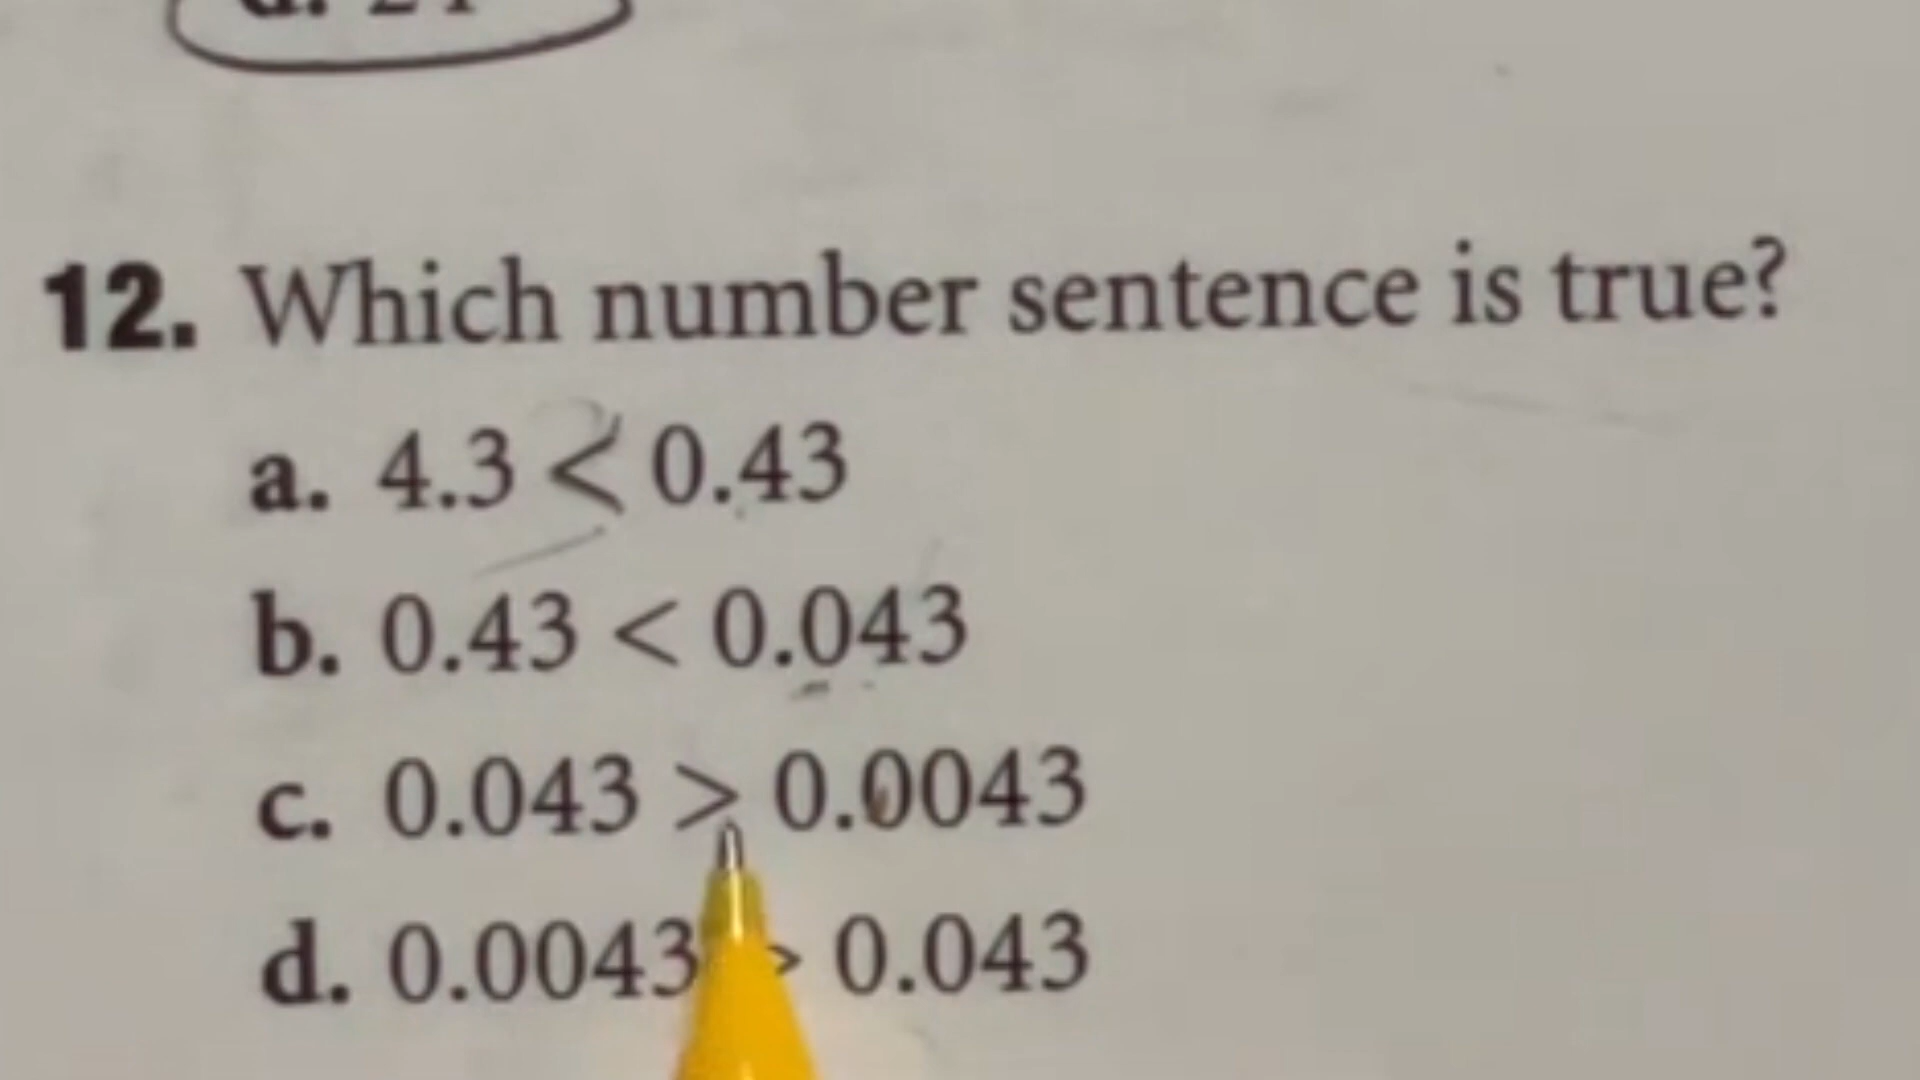 12. Which number sentence is true?
a. 4.3 < 0.43
b. 0.43 < 0.043
c. 0.043 > 0.0043
d. 0.0043 > 0.043